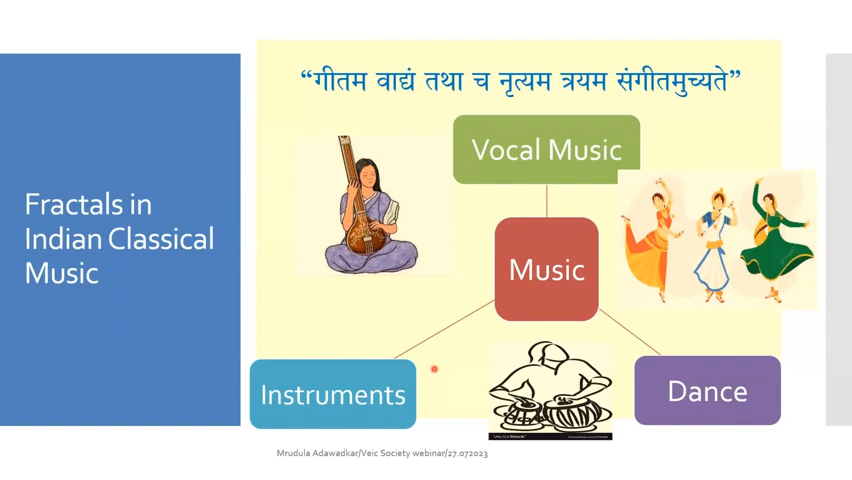 Fractals in
Indian Classical
Music
“गीतम वाद्यं तथा च नृत्यम त्रयम संगीतमुच्यते”
Vocal Music
Music
Instruments
Dance
VectorStock
Mrudula Adawadkar/Veic Society webinar/27.072023